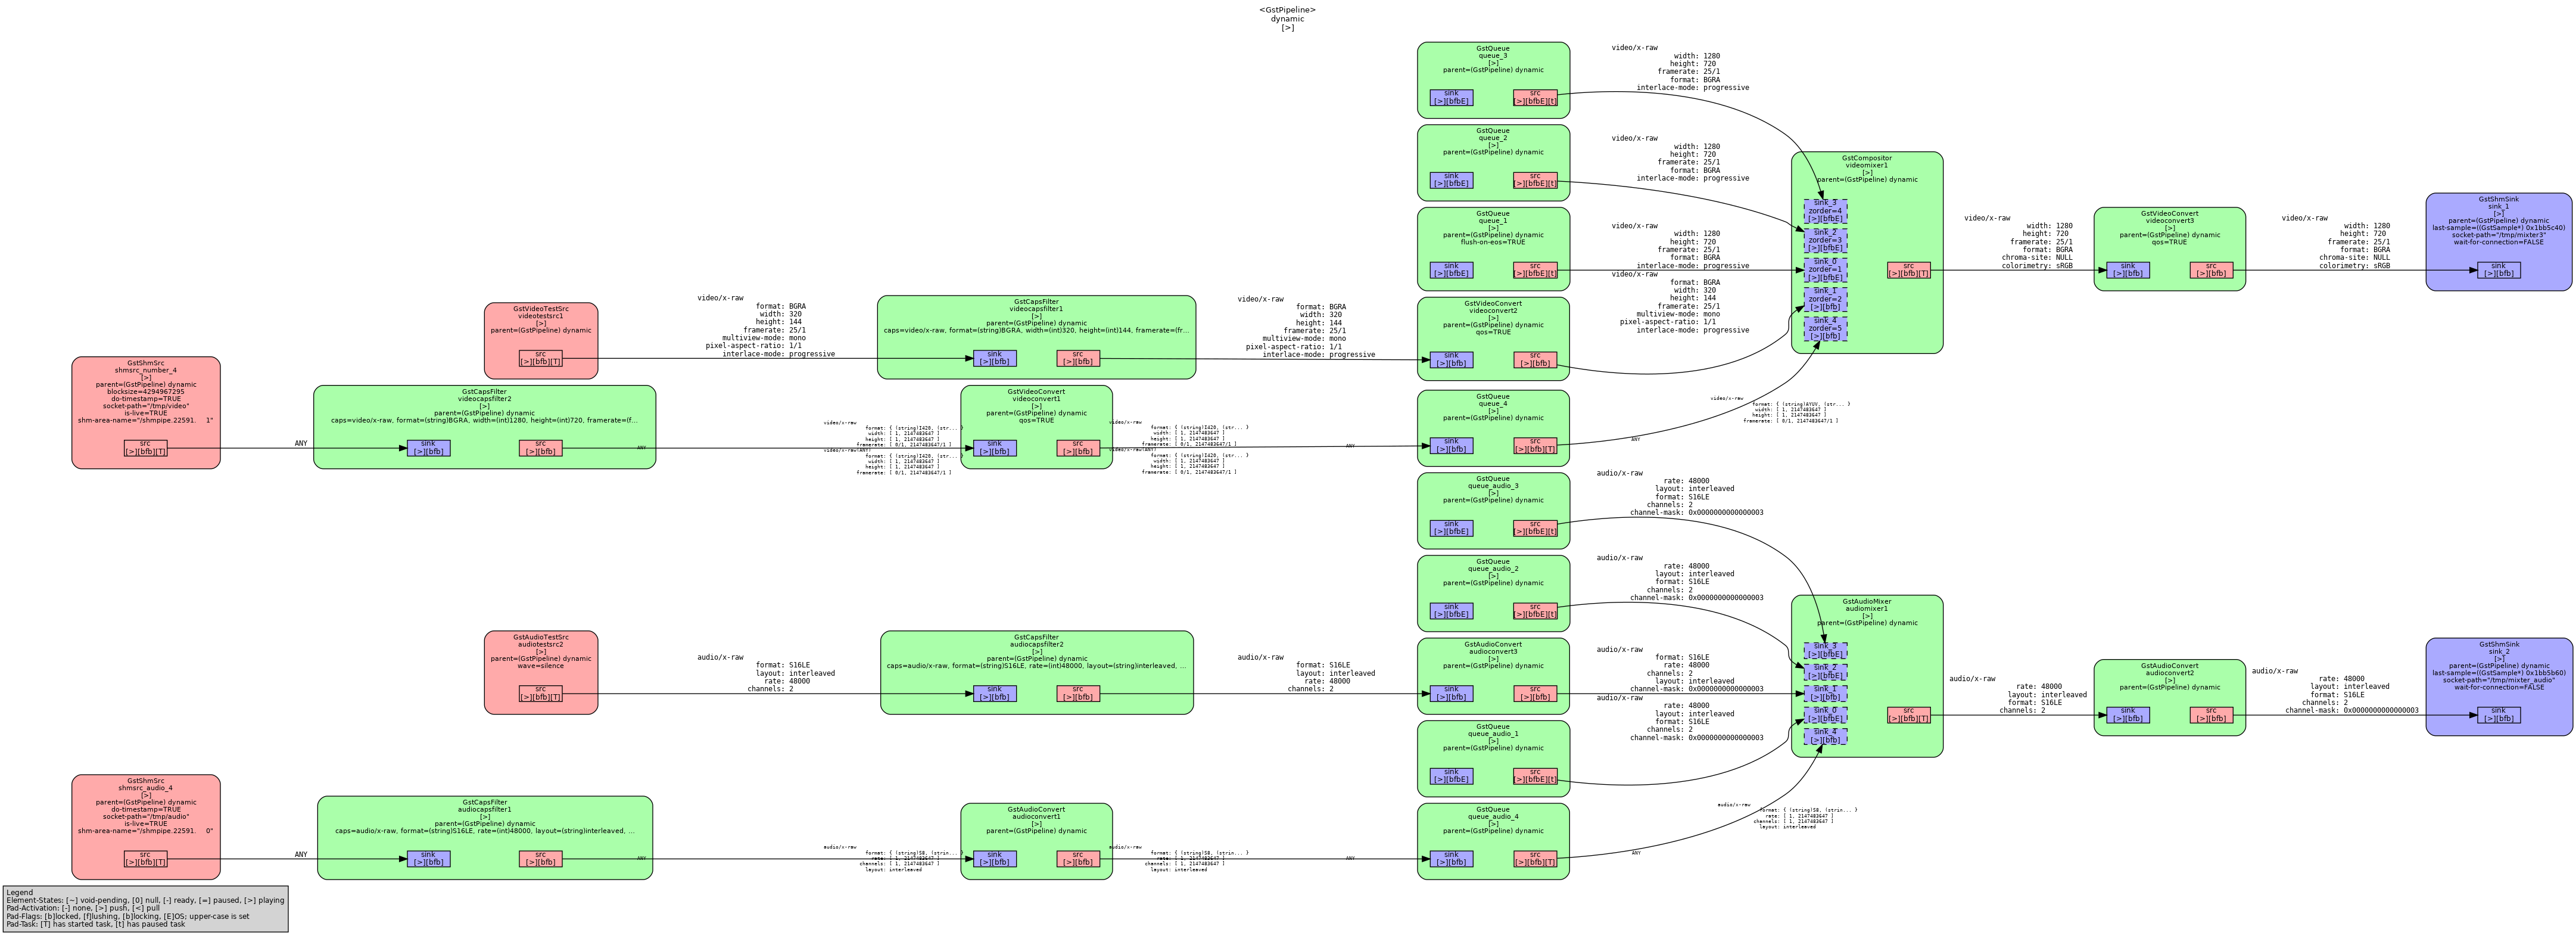 <GstPipeline>
dynamic
[>]
GstQueue
queue_3
[>]
parent=(GstPipeline) dynamic
sink
[>][bfbE]
src
[>][bfbE][t]
video/x-raw
width: 1280
height: 720
framerate: 25/1
format: BGRA
interlace-mode: progressive
GstQueue
queue_2
[>]
parent=(GstPipeline) dynamic
sink
[>][bfbE]
src
[>][bfbE][t]
video/x-raw
width: 1280
height: 720
framerate: 25/1
format: BGRA
interlace-mode: progressive
GstQueue
queue_1
[>]
parent=(GstPipeline) dynamic
flush-on-eos=TRUE
sink
[>][bfbE]
src
[>][bfbE][t]
video/x-raw
width: 1280
height: 720
framerate: 25/1
format: BGRA
interlace-mode: progressive
GstCompositor
videomixer1
[>]
parent=(GstPipeline) dynamic
sink_3
zorder=4
[>][bfbE]
sink_2
zorder=3
[>][bfbE]
sink_0
zorder=1
[>][bfbE]
sink_1
zorder=2
[>][bfb]
sink_4
zorder=5
[>][bfb]
src
[>][bfb][T]
video/x-raw
width: 1280
height: 720
framerate: 25/1
format: BGRA
chroma-site: NULL
colorimetry: sRGB
GstVideoConvert
videoconvert3
[>]
parent=(GstPipeline) dynamic
qos=TRUE
sink
[>][bfb]
src
[>][bfb]
video/x-raw
width: 1280
height: 720
framerate: 25/1
format: BGRA
chroma-site: NULL
colorimetry: sRGB
GstShmSink
sink_1
[>]
parent=(GstPipeline) dynamic
last-sample=((GstSample*) 0x1bb5c40)
socket-path="/tmp/mixter3"
wait-for-connection=FALSE
sink
[>][bfb]
GstVideoTestSrc
videotestsrc1
[>]
parent=(GstPipeline) dynamic
src
[>][bfb][T]
video/x-raw
format: BGRA
width: 320
height: 144
framerate: 25/1
multiview-mode: mono
pixel-aspect-ratio: 1/1
interlace-mode: progressive
GstCapsFilter
videocapsfilter1
[>]
parent=(GstPipeline) dynamic
caps=video/x-raw, format=(string)BGRA, width=(int)320, height=(int)144, framerate=(fr...
sink
[>][bfb]
src
[>][bfb]
video/x-raw
format: BGRA
width: 320
height: 144
framerate: 25/1
multiview-mode: mono
pixel-aspect-ratio: 1/1
interlace-mode: progressive
GstVideoConvert
videoconvert2
[>]
parent=(GstPipeline) dynamic
qos=TRUE
sink
[>][bfb]
src
[>][bfb]
video/x-raw
format: BGRA
width: 320
height: 144
framerate: 25/1
multiview-mode: mono
pixel-aspect-ratio: 1/1
interlace-mode: progressive
GstShmSrc
shmsrc_number_4
[>]
parent=(GstPipeline) dynamic
blocksize=4294967295
do-timestamp=TRUE
socket-path="/tmp/video"
is-live=TRUE
shm-area-name="/shmpipe.22591.    1"
src
[>][bfb][T]
ANY
GstCapsFilter
videocapsfilter2
[>]
parent=(GstPipeline) dynamic
caps=video/x-raw, format=(string)BGRA, width=(int)1280, height=(int)720, framerate=(f...
sink
[>][bfb]
src
[>][bfb]
ANY
video/x-raw
format: { (string)I420, (str... }
width: [ 1, 2147483647 ]
height: [ 1, 2147483647 ]
framerate: [ 0/1, 2147483647/1 ]
video/x-raw(ANY)
format: { (string)I420, (str... }
width: [ 1, 2147483647 ]
height: [ 1, 2147483647 ]
framerate: [ 0/1, 2147483647/1 ]
GstVideoConvert
videoconvert1
[>]
parent=(GstPipeline) dynamic
qos=TRUE
sink
[>][bfb]
src
[>][bfb]
video/x-raw
format: { (string)I420, (str... }
width: [ 1, 2147483647 ]
height: [ 1, 2147483647 ]
framerate: [ 0/1, 2147483647/1 ]
video/x-raw(ANY)
format: { (string)I420, (str... }
width: [ 1, 2147483647 ]
height: [ 1, 2147483647 ]
framerate: [ 0/1, 2147483647/1 ]
ANY
GstQueue
queue_4
[>]
parent=(GstPipeline) dynamic
sink
[>][bfb]
src
[>][bfb][T]
ANY
video/x-raw
format: { (string)AYUV, (str... }
width: [ 1, 2147483647 ]
height: [ 1, 2147483647 ]
framerate: [ 0/1, 2147483647/1 ]
GstQueue
queue_audio_3
[>]
parent=(GstPipeline) dynamic
sink
[>][bfbE]
src
[>][bfbE][t]
audio/x-raw
rate: 48000
layout: interleaved
format: S16LE
channels: 2
channel-mask: 0x0000000000000003
GstQueue
queue_audio_2
[>]
parent=(GstPipeline) dynamic
sink
[>][bfbE]
src
[>][bfbE][t]
audio/x-raw
rate: 48000
layout: interleaved
format: S16LE
channels: 2
channel-mask: 0x0000000000000003
GstAudioTestSrc
autotestsrc2
[>]
parent=(GstPipeline) dynamic
wave=silence
src
[>][bfb][T]
audio/x-raw
format: S16LE
layout: interleaved
rate: 48000
channels: 2
GstCapsFilter
audiocapsfilter2
[>]
parent=(GstPipeline) dynamic
caps=audio/x-raw, format=(string)S16LE, rate=(int)48000, layout=(string)interleaved, ...
sink
[>][bfb]
src
[>][bfb]
audio/x-raw
format: S16LE
layout: interleaved
rate: 48000
channels: 2
GstAudioConvert
audioconvert3
[>]
parent=(GstPipeline) dynamic
sink
[>][bfb]
src
[>][bfb]
audio/x-raw
format: S16LE
rate: 48000
channels: 2
layout: interleaved
channel-mask: 0x0000000000000003
GstQueue
queue_audio_1
[>]
parent=(GstPipeline) dynamic
sink
[>][bfbE]
src
[>][bfbE][t]
audio/x-raw
rate: 48000
layout: interleaved
format: S16LE
channels: 2
channel-mask: 0x0000000000000003
GstAudioMixer
audiomixer1
[>]
parent=(GstPipeline) dynamic
sink_3
[>][bfbE]
sink_2
[>][bfbE]
sink_1
[>][bfb]
sink_0
[>][bfbE]
sink_4
[>][bfb]
src
[>][bfb][T]
audio/x-raw
rate: 48000
layout: interleaved
format: S16LE
channels: 2
GstAudioConvert
audioconvert2
[>]
parent=(GstPipeline) dynamic
sink
[>][bfb]
src
[>][bfb]
audio/x-raw
rate: 48000
layout: interleaved
format: S16LE
channels: 2
channel-mask: 0x0000000000000003
GstShmSink
sink_2
[>]
parent=(GstPipeline) dynamic
last-sample=((GstSample*) 0x1bb5b60)
socket-path="/tmp/mixter_audio"
wait-for-connection=FALSE
sink
[>][bfb]
GstShmSrc
shmsrc_audio_4
[>]
parent=(GstPipeline) dynamic
do-timestamp=TRUE
socket-path="/tmp/audio"
is-live=TRUE
shm-area-name="/shmpipe.22591.    0"
src
[>][bfb][T]
ANY
GstCapsFilter
audiocapsfilter1
[>]
parent=(GstPipeline) dynamic
caps=audio/x-raw, format=(string)S16LE, rate=(int)48000, layout=(string)interleaved, ...
sink
[>][bfb]
src
[>][bfb]
ANY
audio/x-raw
format: { (string)S8, (strin... }
rate: [ 1, 2147483647 ]
channels: [ 1, 2147483647 ]
layout: interleaved
GstAudioConvert
audioconvert1
[>]
parent=(GstPipeline) dynamic
sink
[>][bfb]
src
[>][bfb]
audio/x-raw
format: { (string)S8, (strin... }
rate: [ 1, 2147483647 ]
channels: [ 1, 2147483647 ]
layout: interleaved
ANY
GstQueue
queue_audio_4
[>]
parent=(GstPipeline) dynamic
sink
[>][bfb]
src
[>][bfb][T]
ANY
audio/x-raw
format: { (string)S8, (strin... }
rate: [ 1, 2147483647 ]
channels: [ 1, 2147483647 ]
layout: interleaved
Legend
Element-States: [~] void-pending, [0] null, [-] ready, [=] paused, [>] playing
Pad-Activation: [-] none, [>] push, [<] pull
Pad-Flags: [b]locked, [f]lushing, [b]locking, [E]OS; upper-case is set
Pad-Task: [T] has started task, [t] has paused task